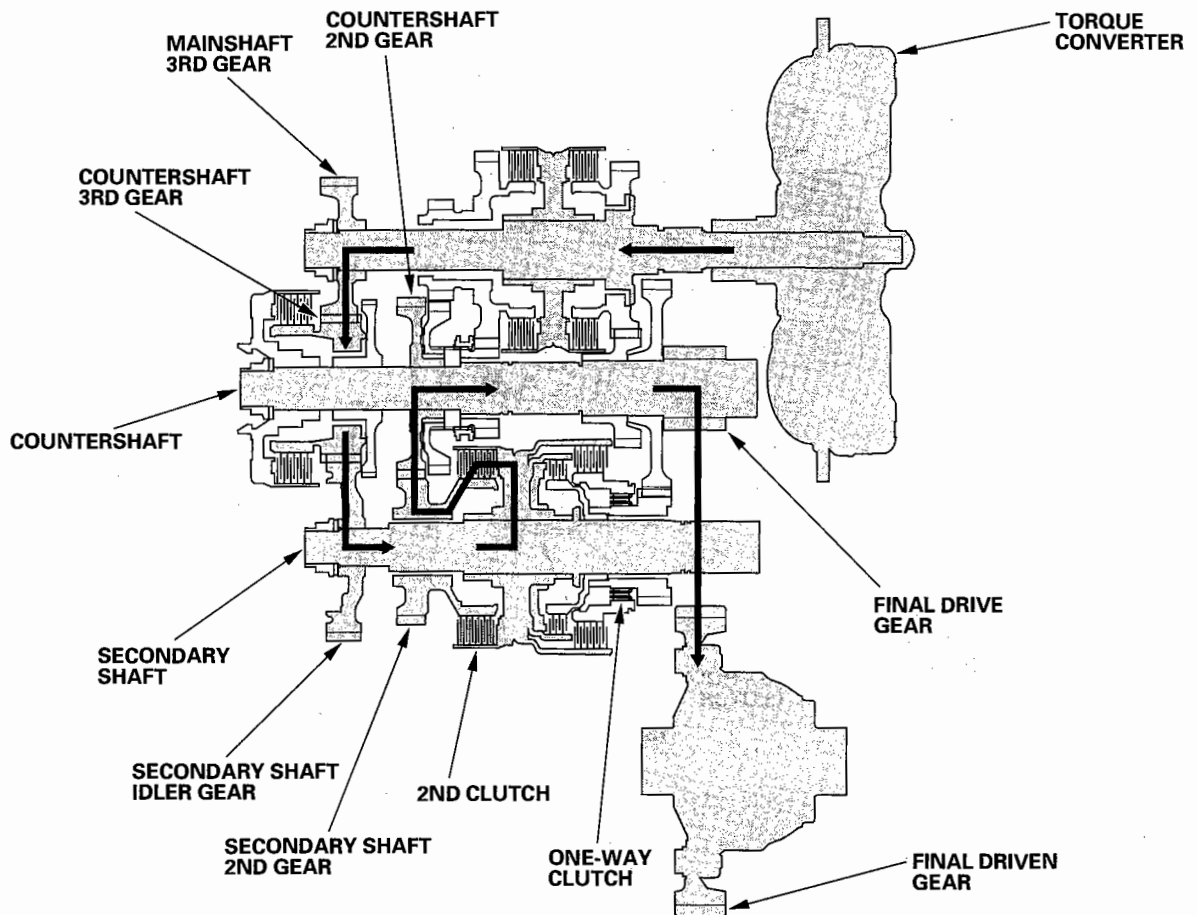 COUNTERSHAFT
2ND GEAR
TORQUE
CONVERTER
MAINSHAFT
3RD GEAR
COUNTERSHAFT
3RD GEAR
COUNTERSHAFT
FINAL DRIVE
GEAR
SECONDARY
SHAFT
SECONDARY SHAFT
IDLER GEAR
2ND CLUTCH
SECONDARY SHAFT
2ND GEAR
ONE-WAY
CLUTCH
FINAL DRIVEN
GEAR